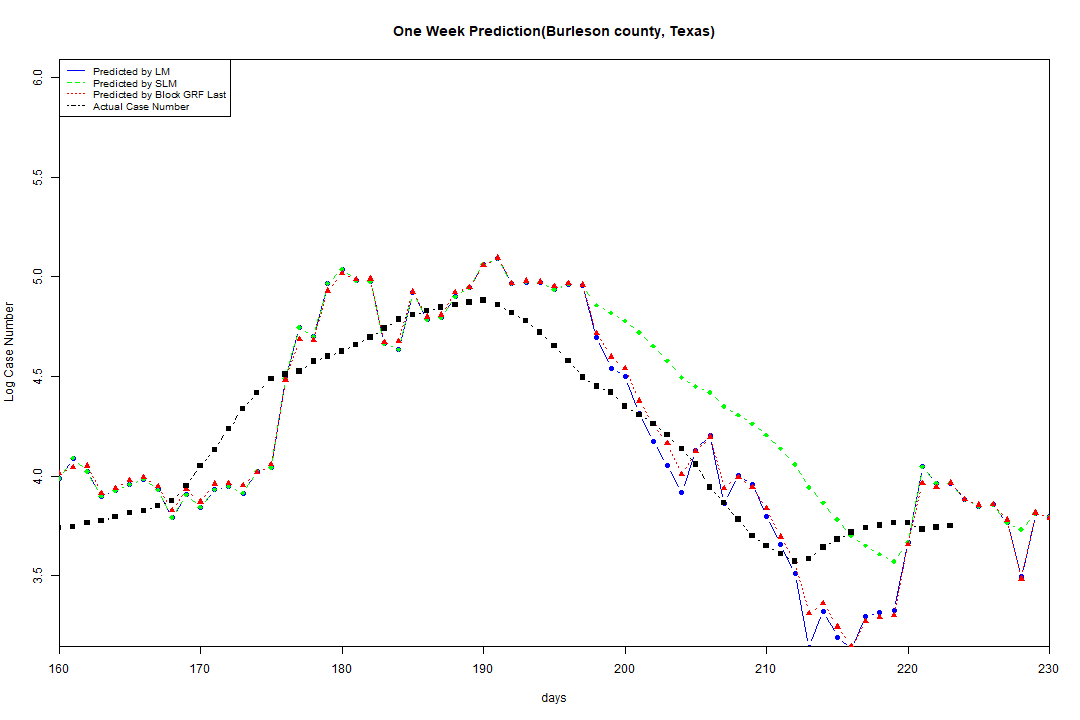 One Week Prediction(Burleson county, Texas)
Predicted by LM
Predicted by SLM
Predicted by Block GRF Last
Actual Case Number
6.0
5.5
5.0
4.5
4.0
3.5
Log Case Number
160 170 180 190 200 210 220 230
days